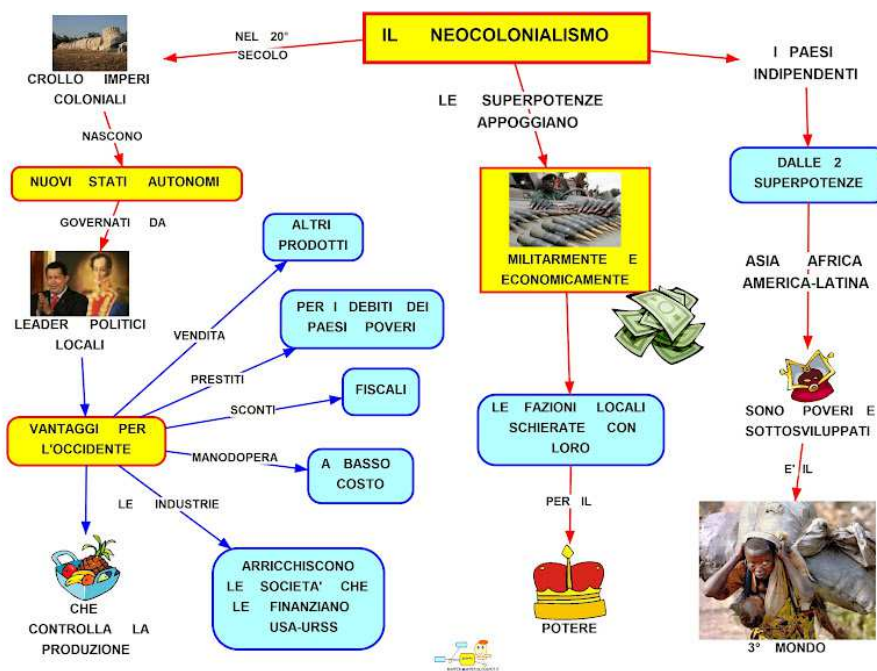 IL NEOCOLONIALISMO
NEL 20°
SECOLO
CROLLO IMPERI
COLONIALI
NASCONO
NUOVI STATI AUTONOMI
GOVERNATI DA
LEADER POLITICI
LOCALI
VANTAGGI PER
L'OCCIDENTE
VENDITA
ALTRI
PRODOTTI
PRESTITI
PER I DEBITI DEI
PAESI POVERI
SCONTI
FISCALI
MANODOPERA
A BASSO
COSTO
LE INDUSTRIE
ARRICCHISCONO
LE SOCIETA' CHE
LE FINANZIANO
USA-URSS
CHE
CONTROLLA LA
PRODUZIONE
LE SUPERPOTENZE
APPOGGIANO
MILITARMENTE E
ECONOMICAMENTE
LE FAZIONI LOCALI
SCHIERATE CON
LORO
PER IL
POTERE
I PAESI
INDIPENDENTI
DALLE 2
SUPERPOTENZE
ASIA AFRICA
AMERICA-LATINA
SONO POVERI E
SOTTOSVILUPPATI
E' IL
3° MONDO